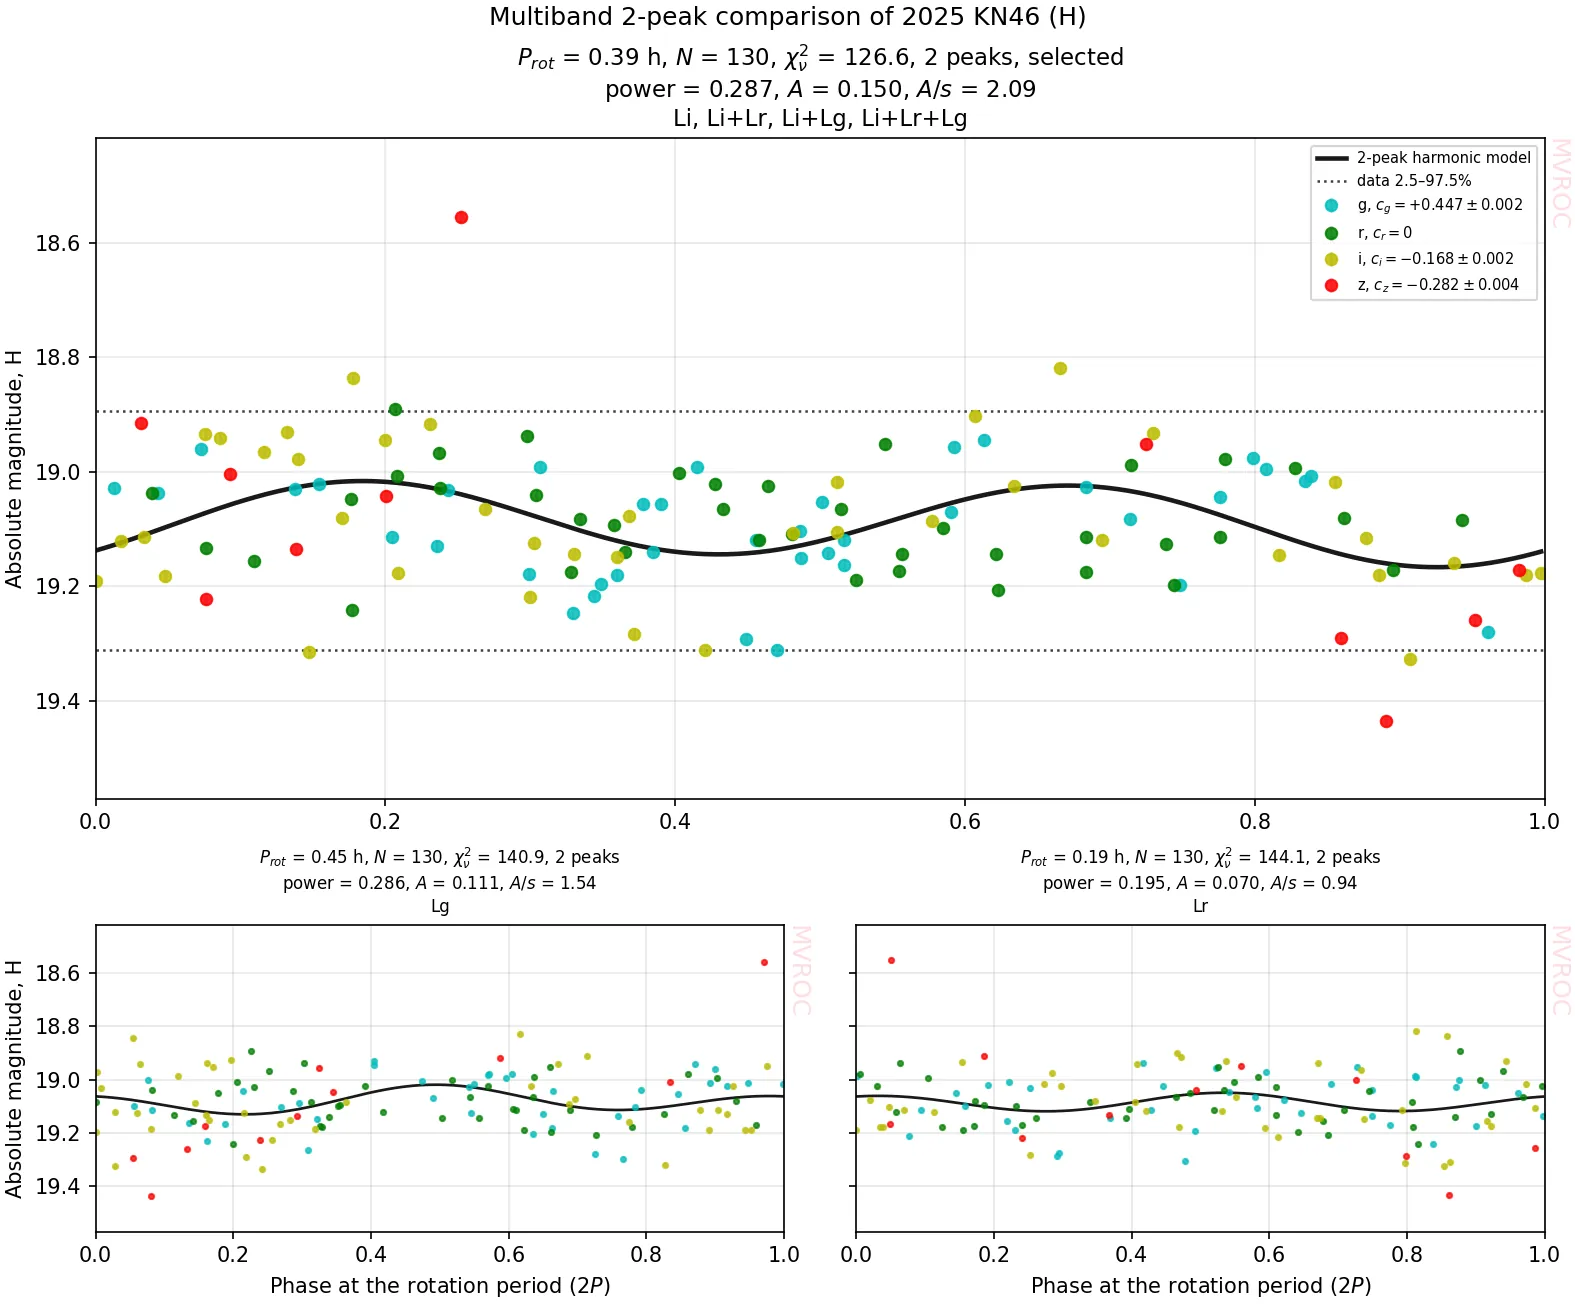 Multiband 2-peak comparison of 2025 KN46 (H)
P_rot = 0.39 h, N = 130, χ²_ν = 126.6, 2 peaks, selected
power = 0.287, A = 0.150, A/s = 2.09
Li, Li+Lr, Li+Lg, Li+Lr+Lg
MVROC
2-peak harmonic model
data 2.5–97.5%
g, c_g = +0.447 ± 0.002
r, c_r = 0
i, c_i = −0.168 ± 0.002
z, c_z = −0.282 ± 0.004
Absolute magnitude, H
18.6
18.8
19.0
19.2
19.4
0.0 0.2 0.4 0.6 0.8 1.0
P_rot = 0.45 h, N = 130, χ²_ν = 140.9, 2 peaks
power = 0.286, A = 0.111, A/s = 1.54
Lg
MVROC
Absolute magnitude, H
18.6
18.8
19.0
19.2
19.4
0.0 0.2 0.4 0.6 0.8 1.0
Phase at the rotation period (2P)
P_rot = 0.19 h, N = 130, χ²_ν = 144.1, 2 peaks
power = 0.195, A = 0.070, A/s = 0.94
Lr
MVROC
0.0 0.2 0.4 0.6 0.8 1.0
Phase at the rotation period (2P)